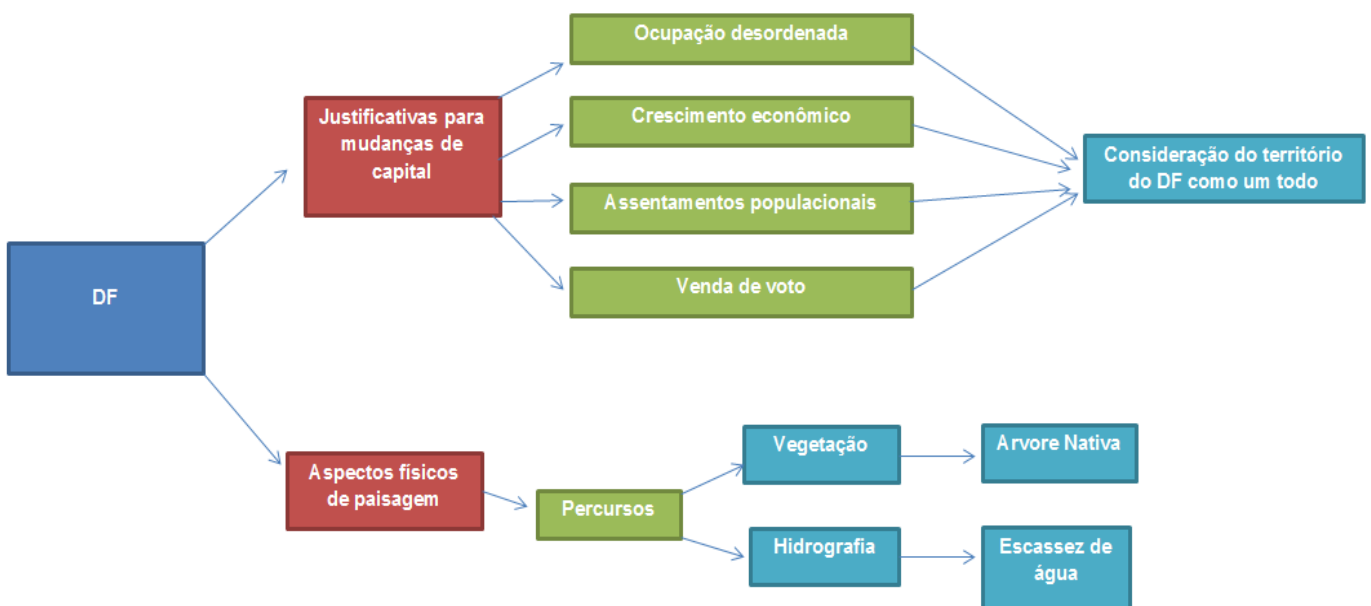 Ocupação desordenada
Justificativas para
mudanças de
capital
Crescimento econômico
Consideração do território
do DF como um todo
Assentamentos populacionais
Venda de voto
DF
Aspectos físicos
de paisagem
Percursos
Vegetação
Arvore Nativa
Hidrografia
Escassez de
água